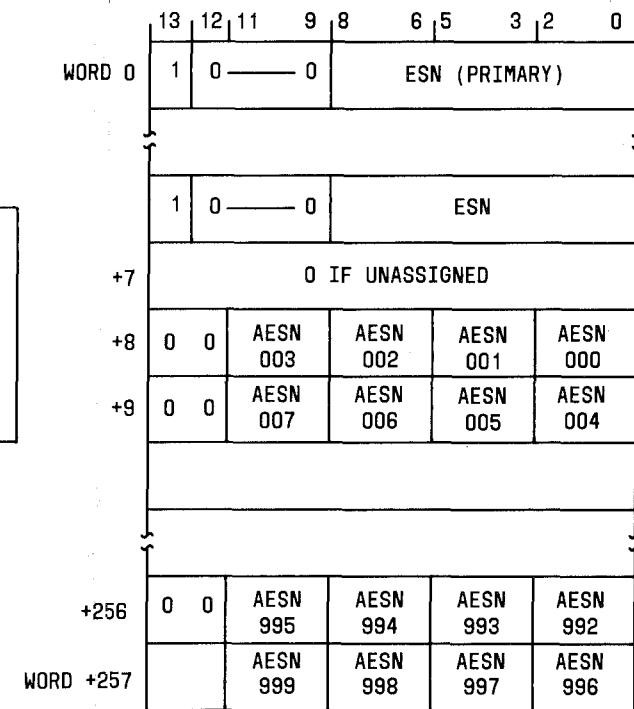 13 12 11 9 8 6 5 3 2 0
WORD 0 1 0 —— 0 ESN (PRIMARY)
1 0 —— 0 ESN
+7 0 IF UNASSIGNED
+8 0 0 AESN 003 AESN 002 AESN 001 AESN 000
+9 0 0 AESN 007 AESN 006 AESN 005 AESN 004
+256 0 0 AESN 995 AESN 994 AESN 993 AESN 992
WORD +257 AESN 999 AESN 998 AESN 997 AESN 996